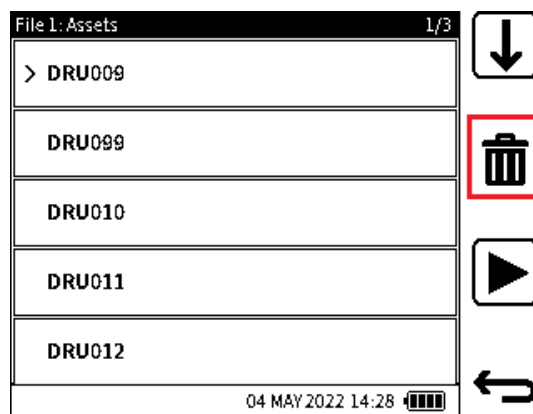 File 1: Assets 1/3
> DRU009
DRU099
DRU010
DRU011
DRU012
04 MAY 2022 14:28